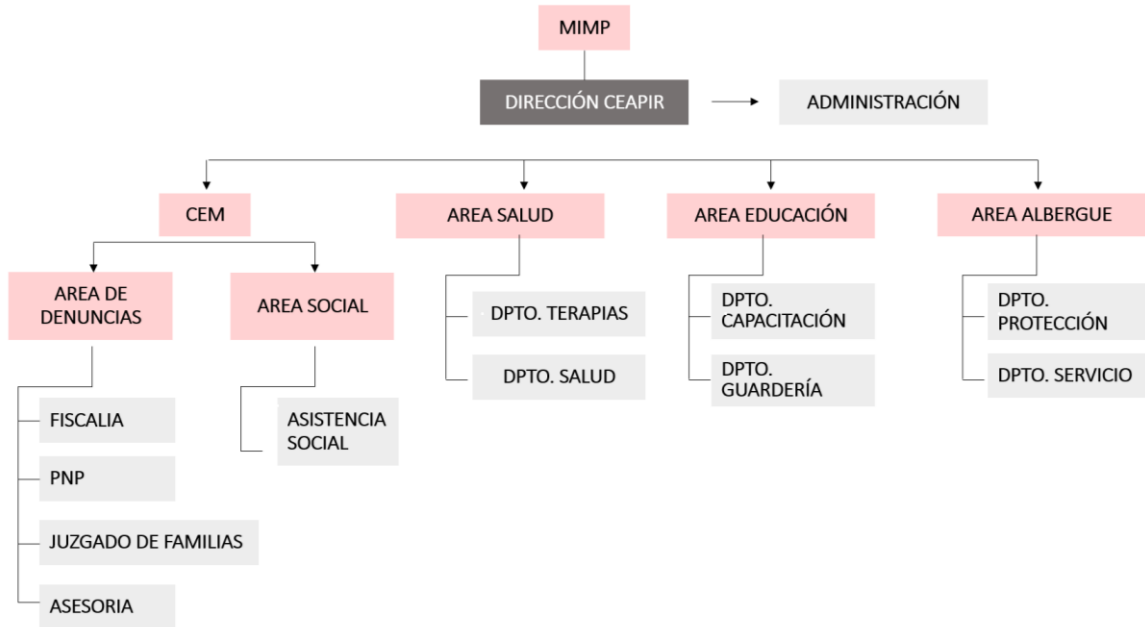 MIMP
DIRECCIÓN CEAPIR
ADMINISTRACIÓN
CEM
AREA SALUD
AREA EDUCACIÓN
AREA ALBERGUE
AREA DE
DENUNCIAS
AREA SOCIAL
DPTO. TERAPIAS
DPTO. SALUD
DPTO.
CAPACITACIÓN
DPTO.
GUARDERÍA
DPTO.
PROTECCIÓN
DPTO. SERVICIO
FISCALIA
PNP
JUZGADO DE FAMILIAS
ASESORIA
ASISTENCIA
SOCIAL